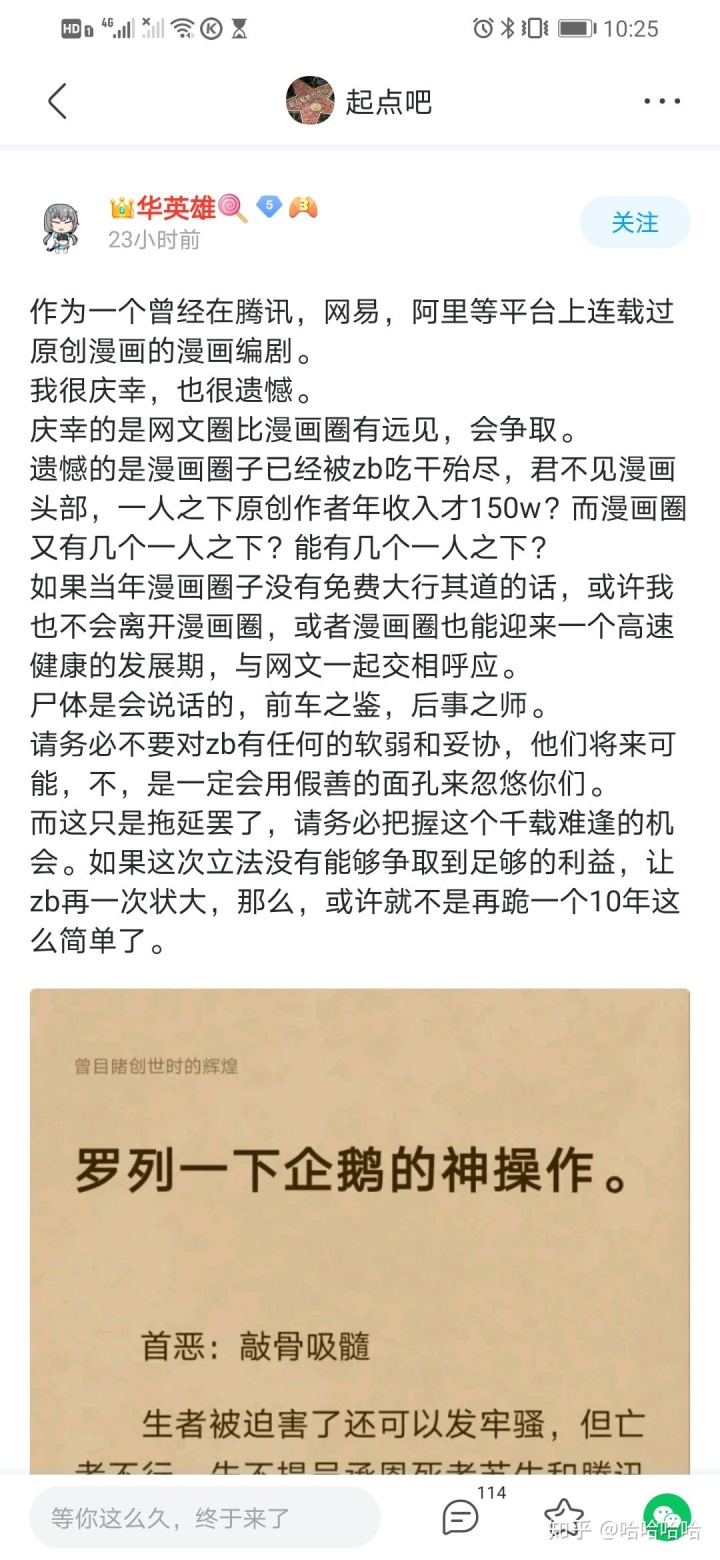 HD 1 4G 10:25
起点吧
华英雄 5 3
23小时前
关注
作为一个曾经在腾讯，网易，阿里等平台上连载过
原创漫画的漫画编剧。
我很庆幸，也很遗憾。
庆幸的是网文圈比漫画圈有远见，会争取。
遗憾的是漫画圈子已经被zb吃干殆尽，君不见漫画
头部，一人之下原创作者年收入才150w？而漫画圈
又有几个一人之下？能有几个一人之下？
如果当年漫画圈子没有免费大行其道的话，或许我
也不会离开漫画圈，或者漫画圈也能迎来一个高速
健康的发展期，与网文一起交相呼应。
尸体是会说话的，前车之鉴，后事之师。
请务必不要对zb有任何的软弱和妥协，他们将来可
能，不，是一定会用假善的面孔来忽悠你们。
而这只是拖延罢了，请务必把握这个千载难逢的机
会。如果这次立法没有能够争取到足够的利益，让
zb再一次状大，那么，或许就不是再跪一个10年这
么简单了。
曾目睹创世时的辉煌
罗列一下企鹅的神操作。
首恶：敲骨吸髓
生者被迫害了还可以发牢骚，但亡
等你这么久，终于来了
114
知乎 @哈哈哈哈